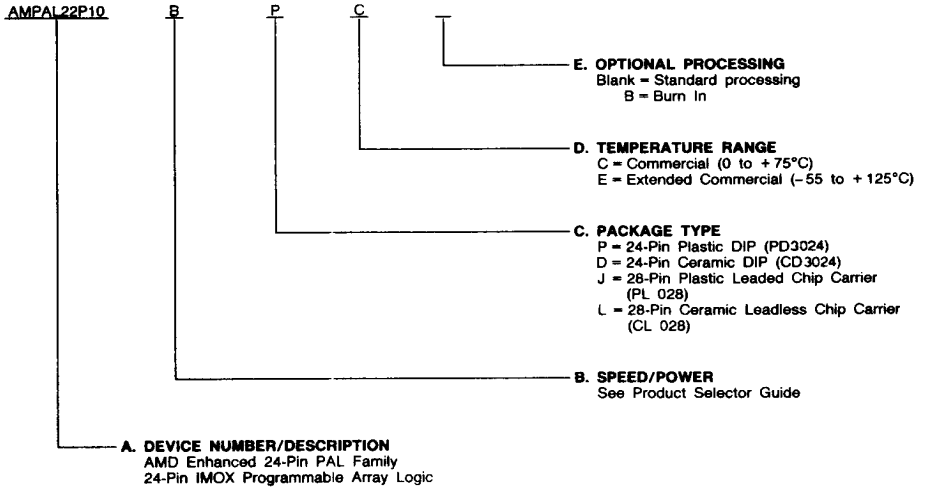 AMPAL22P10 B P C _
E. OPTIONAL PROCESSING
Blank = Standard processing
B = Burn In
D. TEMPERATURE RANGE
C = Commercial (0 to +75°C)
E = Extended Commercial (-55 to +125°C)
C. PACKAGE TYPE
P = 24-Pin Plastic DIP (PD3024)
D = 24-Pin Ceramic DIP (CD3024)
J = 28-Pin Plastic Leaded Chip Carrier
(PL 028)
L = 28-Pin Ceramic Leadless Chip Carrier
(CL 028)
B. SPEED/POWER
See Product Selector Guide
A. DEVICE NUMBER/DESCRIPTION
AMD Enhanced 24-Pin PAL Family
24-Pin IMOX Programmable Array Logic